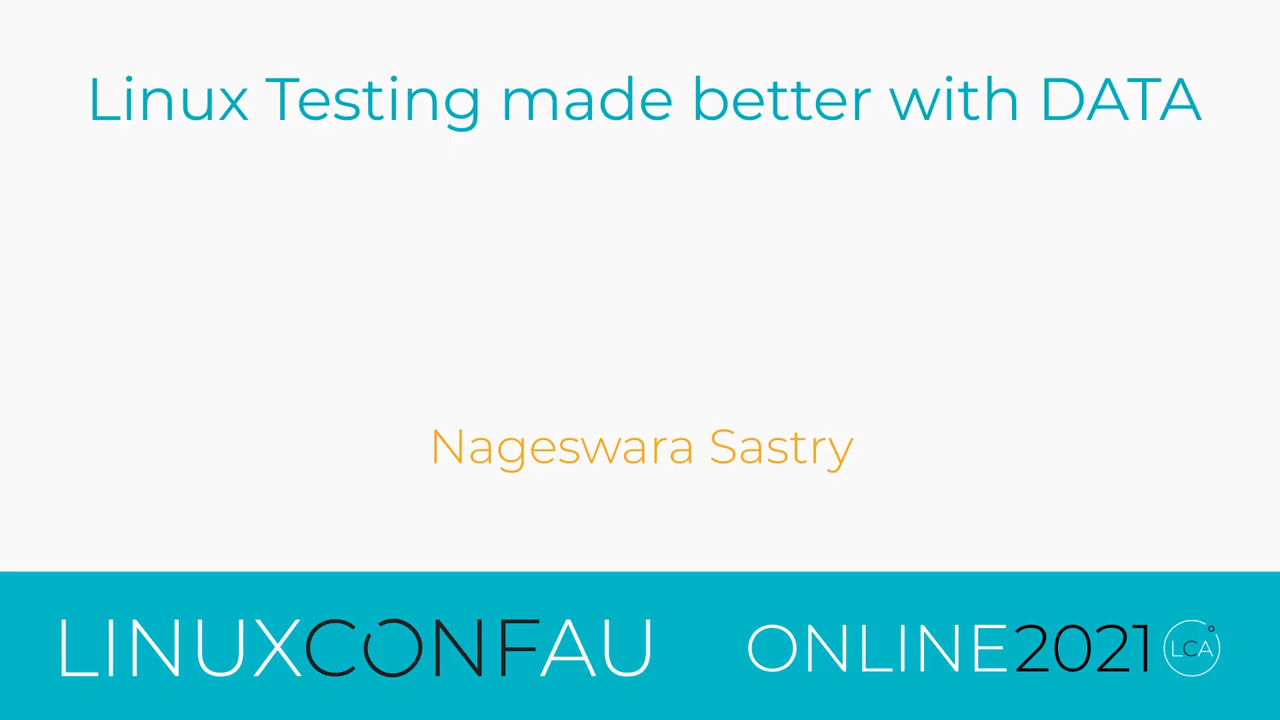 Linux Testing made better with DATA
Nageswara Sastry
LINUXCONFAU ONLINE2021 LCA